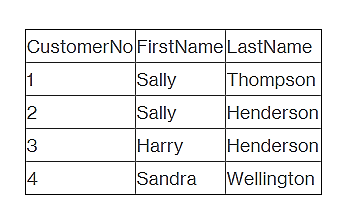 CustomerNo FirstName LastName
1 Sally Thompson
2 Sally Henderson
3 Harry Henderson
4 Sandra Wellington